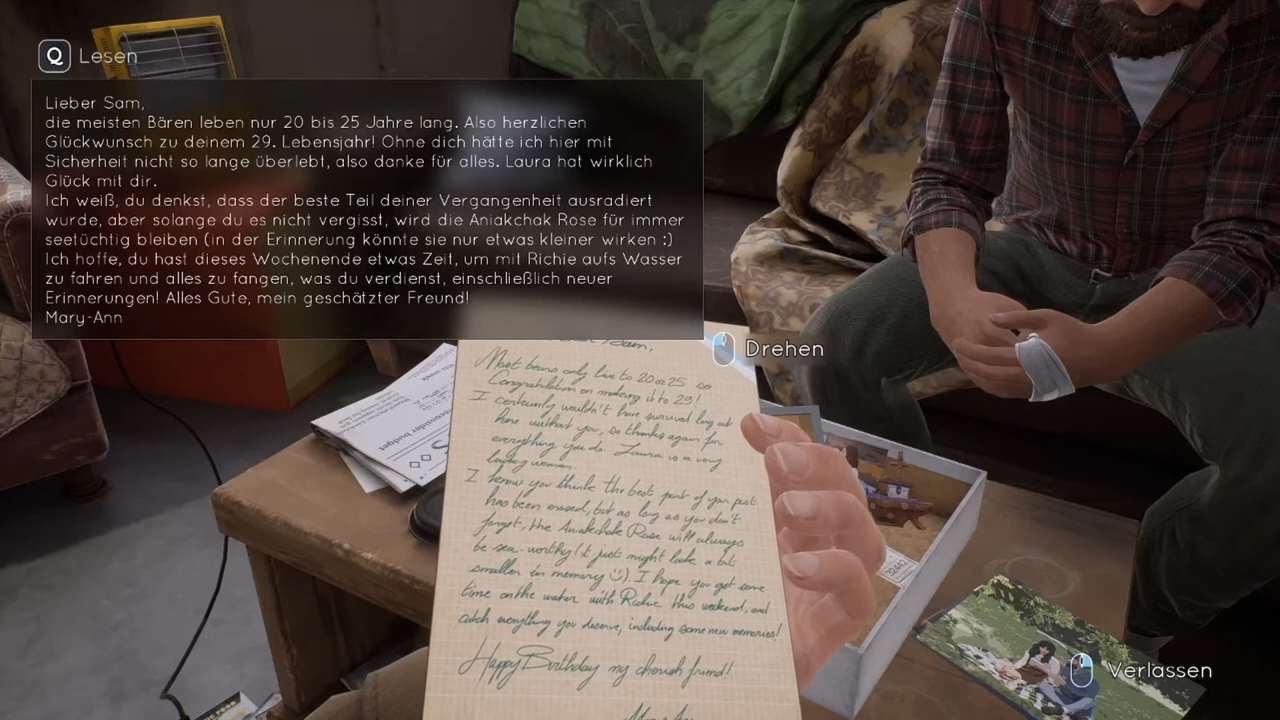 Q Lesen
Lieber Sam,
die meisten Bären leben nur 20 bis 25 Jahre lang. Also herzlichen
Glückwunsch zu deinem 29. Lebensjahr! Ohne dich hätte ich hier mit
Sicherheit nicht so lange überlebt, also danke für alles. Laura hat wirklich
Glück mit dir.
Ich weiß, du denkst, dass der beste Teil deiner Vergangenheit ausradiert
wurde, aber solange du es nicht vergisst, wird die Aniakchak Rose für immer
seetüchtig bleiben (in der Erinnerung könnte sie nur etwas kleiner wirken :)
Ich hoffe, du hast dieses Wochenende etwas Zeit, um mit Richie aufs Wasser
zu fahren und alles zu fangen, was du verdienst, einschließlich neuer
Erinnerungen! Alles Gute, mein geschätzter Freund!
Mary-Ann
Drehen
Sam,
Most bears only live to 20 or 25 so
Congratulation on making it to 29!
I certainly wouldn't have survived long at
here without you, so thanks again for
everything you do. Laura is a very
lucky woman.
I know you think the best part of your past
has been erased, but as long as you don't
forget, the Aniakchak Rose will always
be sea-worthy (it just might look a bit
smaller in memory ☺). I hope you get some
time on the water with Richie this weekend, and
catch everything you deserve, including some new memories!
Happy Birthday my cherish friend!
reconsider budget
32442
Verlassen